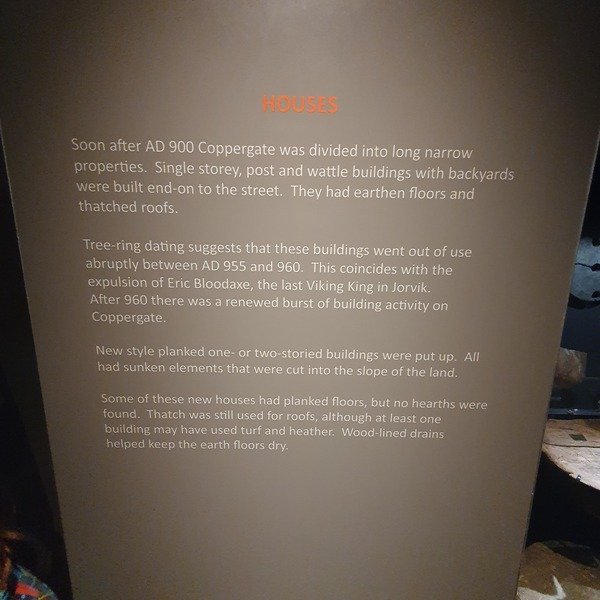 HOUSES
Soon after AD 900 Coppergate was divided into long narrow
properties. Single storey, post and wattle buildings with backyards
were built end-on to the street. They had earthen floors and
thatched roofs.
Tree-ring dating suggests that these buildings went out of use
abruptly between AD 955 and 960. This coincides with the
expulsion of Eric Bloodaxe, the last Viking King in Jorvik.
After 960 there was a renewed burst of building activity on
Coppergate.
New style planked one- or two-storied buildings were put up. All
had sunken elements that were cut into the slope of the land.
Some of these new houses had planked floors, but no hearths were
found. Thatch was still used for roofs, although at least one
building may have used turf and heather. Wood-lined drains
helped keep the earth floors dry.